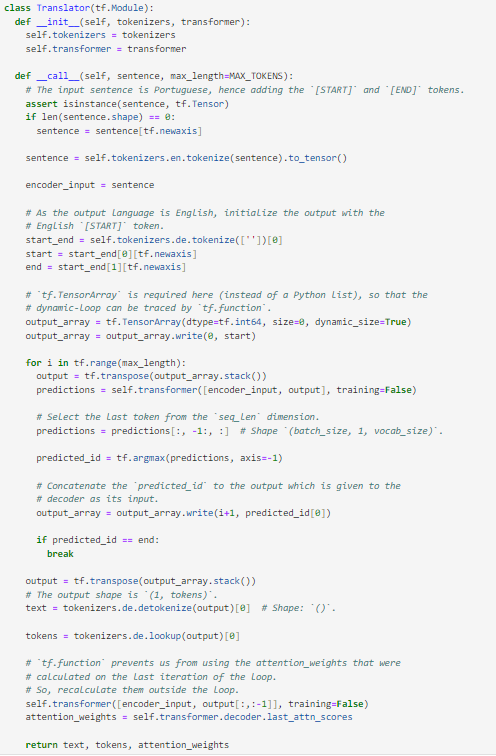 class Translator(tf.Module):
  def __init__(self, tokenizers, transformer):
    self.tokenizers = tokenizers
    self.transformer = transformer

  def __call__(self, sentence, max_length=MAX_TOKENS):
    # The input sentence is Portuguese, hence adding the `[START]` and `[END]` tokens.
    assert isinstance(sentence, tf.Tensor)
    if len(sentence.shape) == 0:
      sentence = sentence[tf.newaxis]

    sentence = self.tokenizers.en.tokenize(sentence).to_tensor()

    encoder_input = sentence

    # As the output language is English, initialize the output with the
    # English `[START]` token.
    start_end = self.tokenizers.de.tokenize([''])[0]
    start = start_end[0][tf.newaxis]
    end = start_end[1][tf.newaxis]

    # `tf.TensorArray` is required here (instead of a Python list), so that the
    # dynamic-loop can be traced by `tf.function`.
    output_array = tf.TensorArray(dtype=tf.int64, size=0, dynamic_size=True)
    output_array = output_array.write(0, start)

    for i in tf.range(max_length):
      output = tf.transpose(output_array.stack())
      predictions = self.transformer([encoder_input, output], training=False)

      # Select the last token from the `seq_len` dimension.
      predictions = predictions[:, -1:, :]  # Shape `(batch_size, 1, vocab_size)`.

      predicted_id = tf.argmax(predictions, axis=-1)

      # Concatenate the `predicted_id` to the output which is given to the
      # decoder as its input.
      output_array = output_array.write(i+1, predicted_id[0])

      if predicted_id == end:
        break

    output = tf.transpose(output_array.stack())
    # The output shape is `(1, tokens)`.
    text = tokenizers.de.detokenize(output)[0]  # Shape: `()`.

    tokens = tokenizers.de.lookup(output)[0]

    # `tf.function` prevents us from using the attention_weights that were
    # calculated on the last iteration of the loop.
    # So, recalculate them outside the loop.
    self.transformer([encoder_input, output[:,:-1]], training=False)
    attention_weights = self.transformer.decoder.last_attn_scores

    return text, tokens, attention_weights